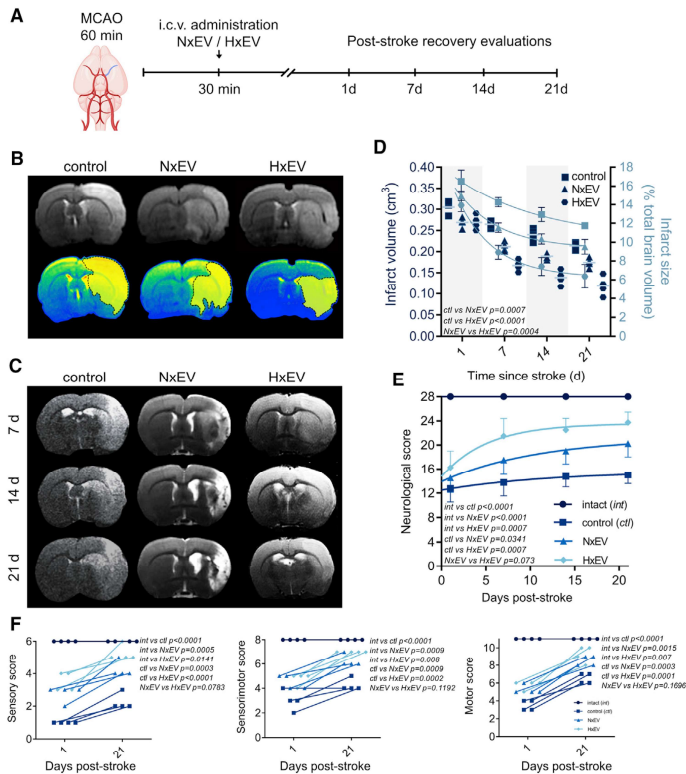 A
MCAO
60 min
i.c.v. administration
NxEV / HxEV
30 min
Post-stroke recovery evaluations
1d
7d
14d
21d
B
control
NxEV
HxEV
C
control
NxEV
HxEV
7 d
14 d
21 d
D
Infarct volume (cm3)
0.40
0.35
0.30
0.25
0.20
0.15
0.10
0.05
0.00
control
NxEV
HxEV
18
16
14
12
10
8
6
4
2
0
Infarct size
(% total brain volume)
ctl vs NxEV p=0.0007
ctl vs HxEV p<0.0001
NxEV vs HxEV p=0.0004
1
7
14
21
Time since stroke (d)
E
Neurological score
28
24
20
16
12
8
4
0
int vs ctl p<0.0001
int vs NxEV p<0.0001
int vs HxEV p=0.0007
ctl vs NxEV p=0.0341
ctl vs HxEV p=0.0007
NxEV vs HxEV p=0.073
intact (int)
control (ctl)
NxEV
HxEV
0
5
10
15
20
Days post-stroke
F
Sensory score
6
4
2
0
int vs ctl p<0.0001
int vs NxEV p=0.0005
int vs HxEV p=0.0141
ctl vs NxEV p=0.0003
ctl vs HxEV p<0.0001
NxEV vs HxEV p=0.0783
1
21
Days post-stroke
Sensorimotor score
8
6
4
2
0
int vs ctl p<0.0001
int vs NxEV p=0.0009
int vs HxEV p=0.008
ctl vs NxEV p=0.0009
ctl vs HxEV p=0.0002
NxEV vs HxEV p=0.1192
1
21
Days post-stroke
Motor score
10
8
6
4
2
0
int vs ctl p<0.0001
int vs NxEV p=0.0015
int vs HxEV p=0.007
ctl vs NxEV p=0.0003
ctl vs HxEV p=0.0001
NxEV vs HxEV p=0.1696
intact (int)
control (ctl)
NxEV
HxEV
1
21
Days post-stroke